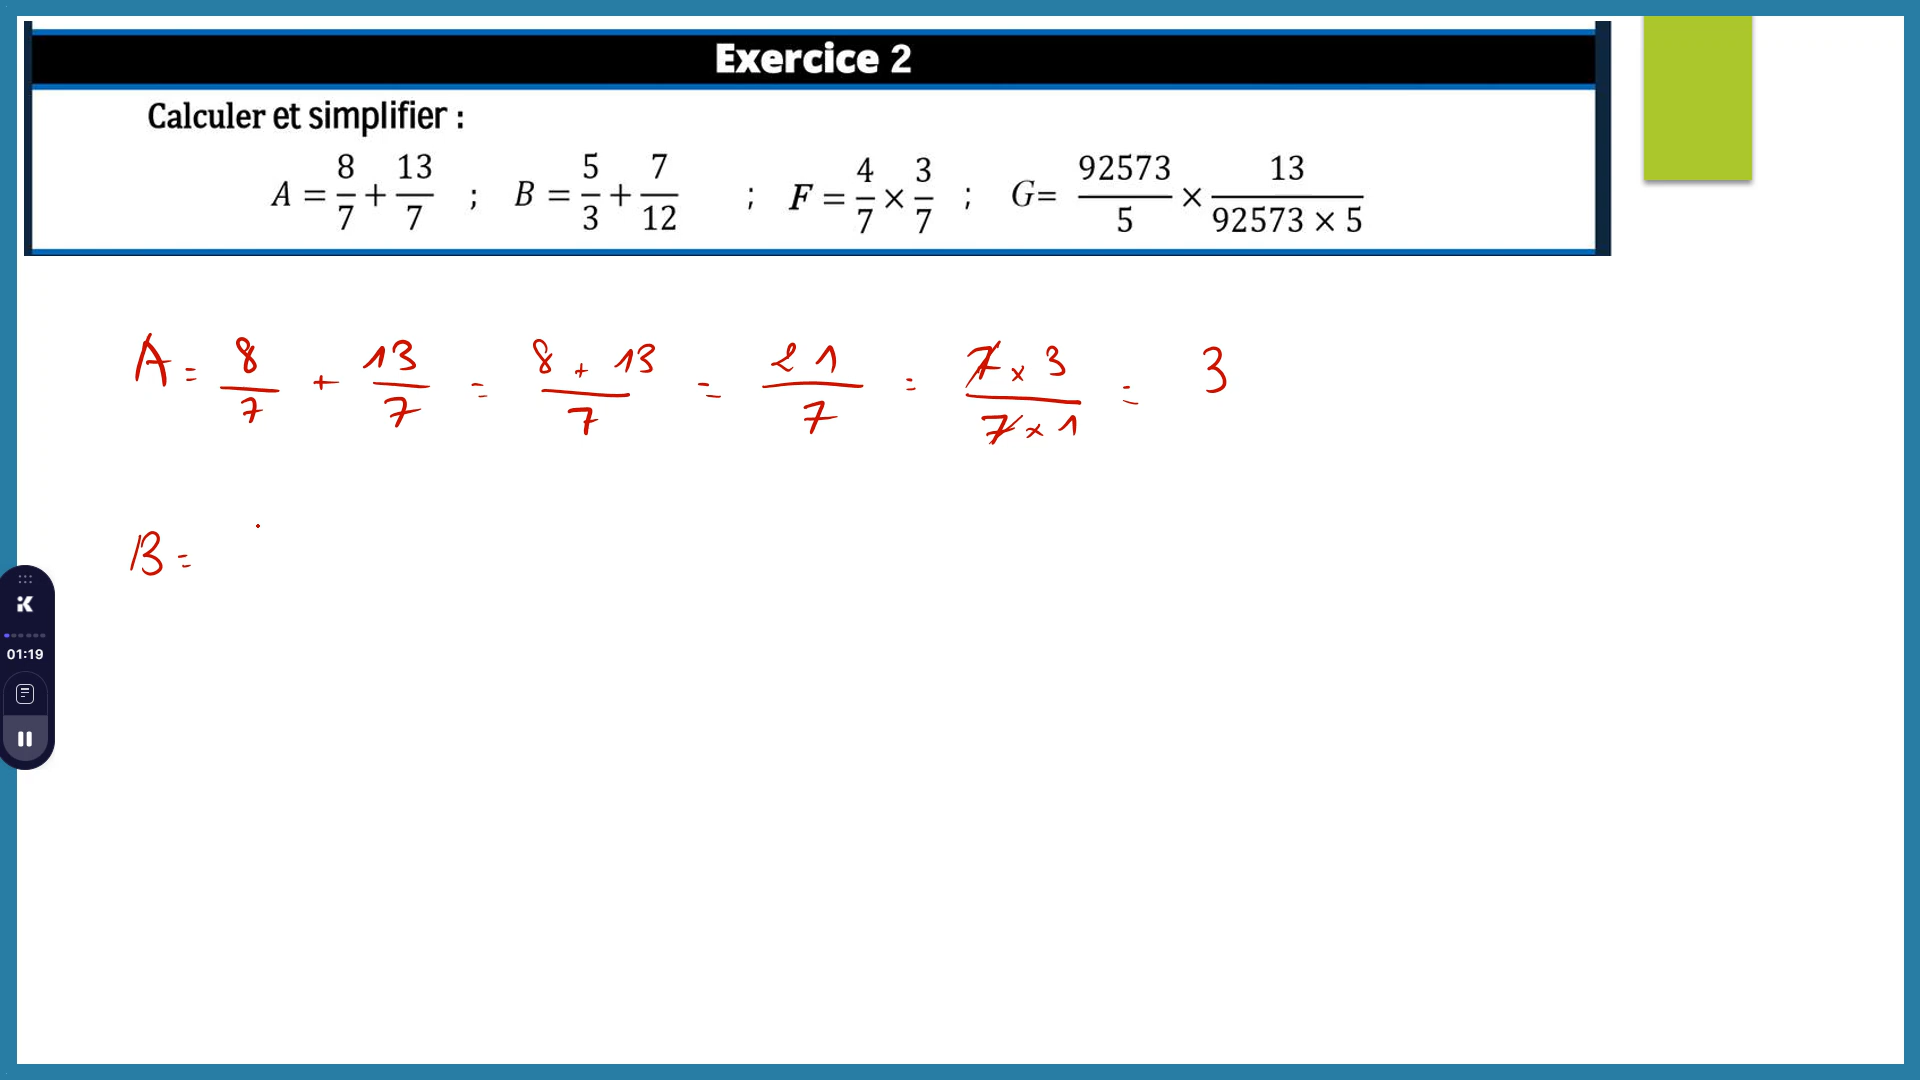 Exercice 2
Calculer et simplifier :
A = 8/7 + 13/7 ; B = 5/3 + 7/12 ; F = 4/7 × 3/7 ; G= 92573/5 × 13/(92573 × 5)
A = 8/7 + 13/7 = (8 + 13)/7 = 21/7 = (7 × 3)/(7 × 1) = 3
B =
01:19